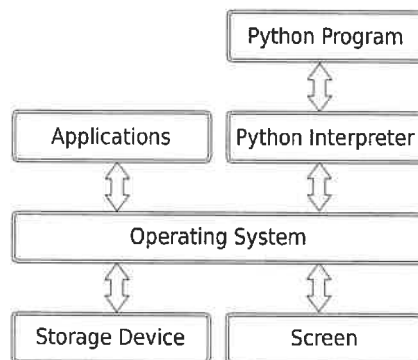 Python Program
Applications
Python Interpreter
Operating System
Storage Device
Screen